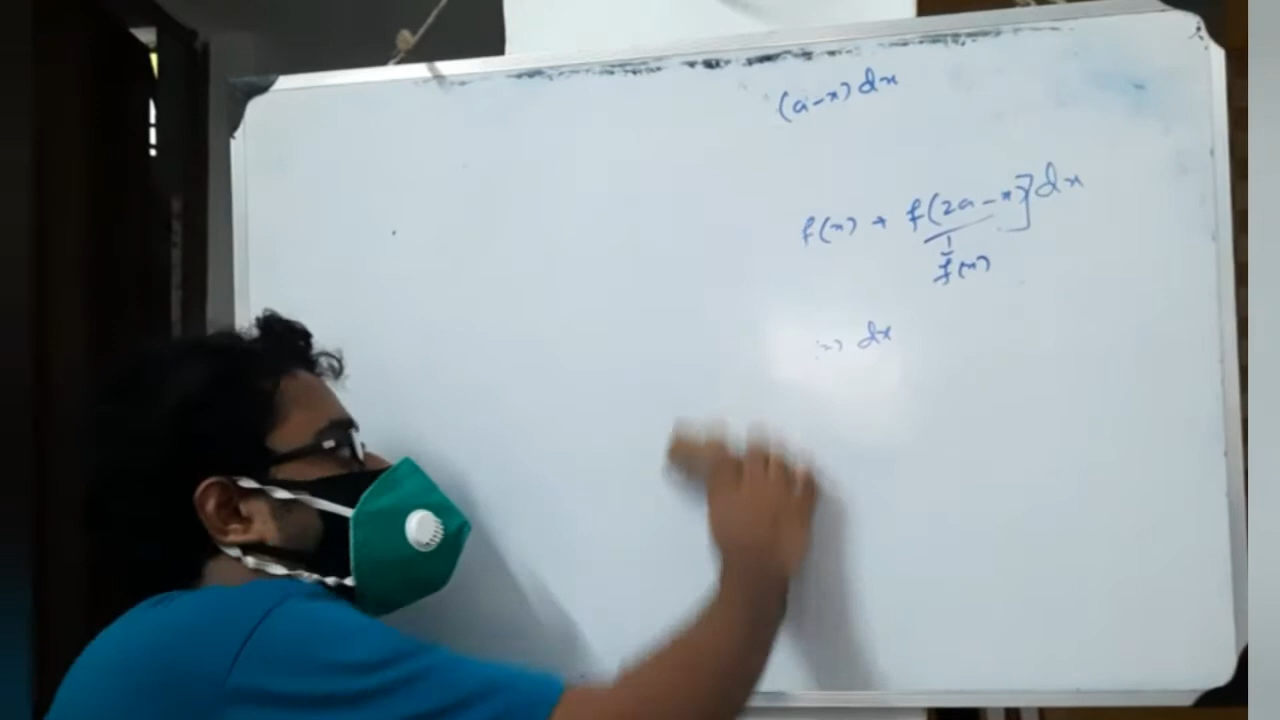 (a-x) dx
f(x) + f(2a-x)] dx
f(x)
dx